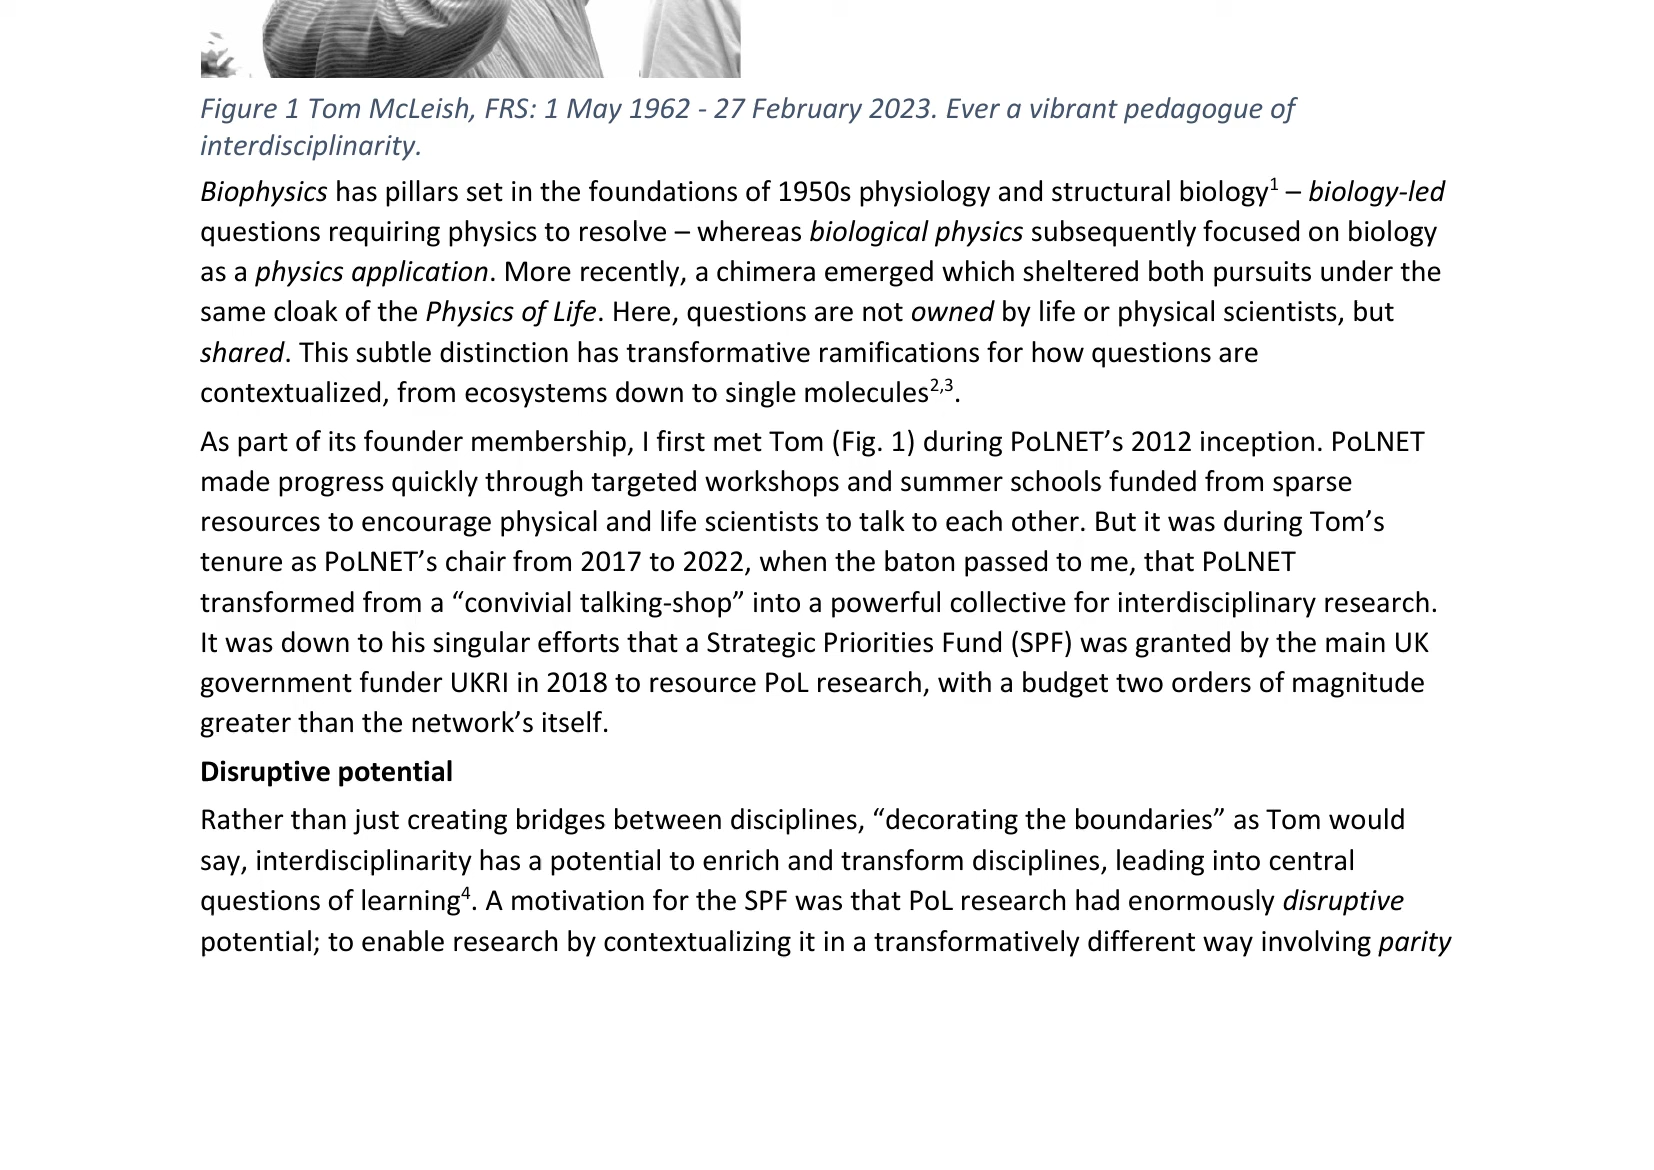 Figure 1 Tom McLeish, FRS: 1 May 1962 - 27 February 2023. Ever a vibrant pedagogue of
interdisciplinarity.
Biophysics has pillars set in the foundations of 1950s physiology and structural biology1 – biology-led
questions requiring physics to resolve – whereas biological physics subsequently focused on biology
as a physics application. More recently, a chimera emerged which sheltered both pursuits under the
same cloak of the Physics of Life. Here, questions are not owned by life or physical scientists, but
shared. This subtle distinction has transformative ramifications for how questions are
contextualized, from ecosystems down to single molecules2,3.
As part of its founder membership, I first met Tom (Fig. 1) during PoLNET’s 2012 inception. PoLNET
made progress quickly through targeted workshops and summer schools funded from sparse
resources to encourage physical and life scientists to talk to each other. But it was during Tom’s
tenure as PoLNET’s chair from 2017 to 2022, when the baton passed to me, that PoLNET
transformed from a “convivial talking-shop” into a powerful collective for interdisciplinary research.
It was down to his singular efforts that a Strategic Priorities Fund (SPF) was granted by the main UK
government funder UKRI in 2018 to resource PoL research, with a budget two orders of magnitude
greater than the network’s itself.
Disruptive potential
Rather than just creating bridges between disciplines, “decorating the boundaries” as Tom would
say, interdisciplinarity has a potential to enrich and transform disciplines, leading into central
questions of learning4. A motivation for the SPF was that PoL research had enormously disruptive
potential; to enable research by contextualizing it in a transformatively different way involving parity